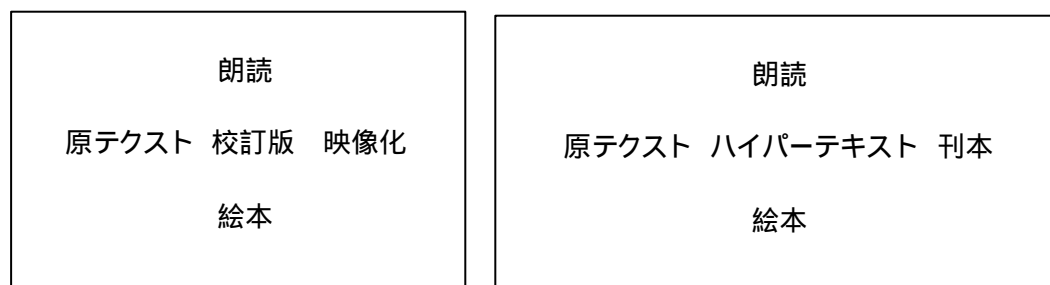 朗読
原テクスト 校訂版 映像化
絵本
朗読
原テクスト ハイパーテキスト 刊本
絵本